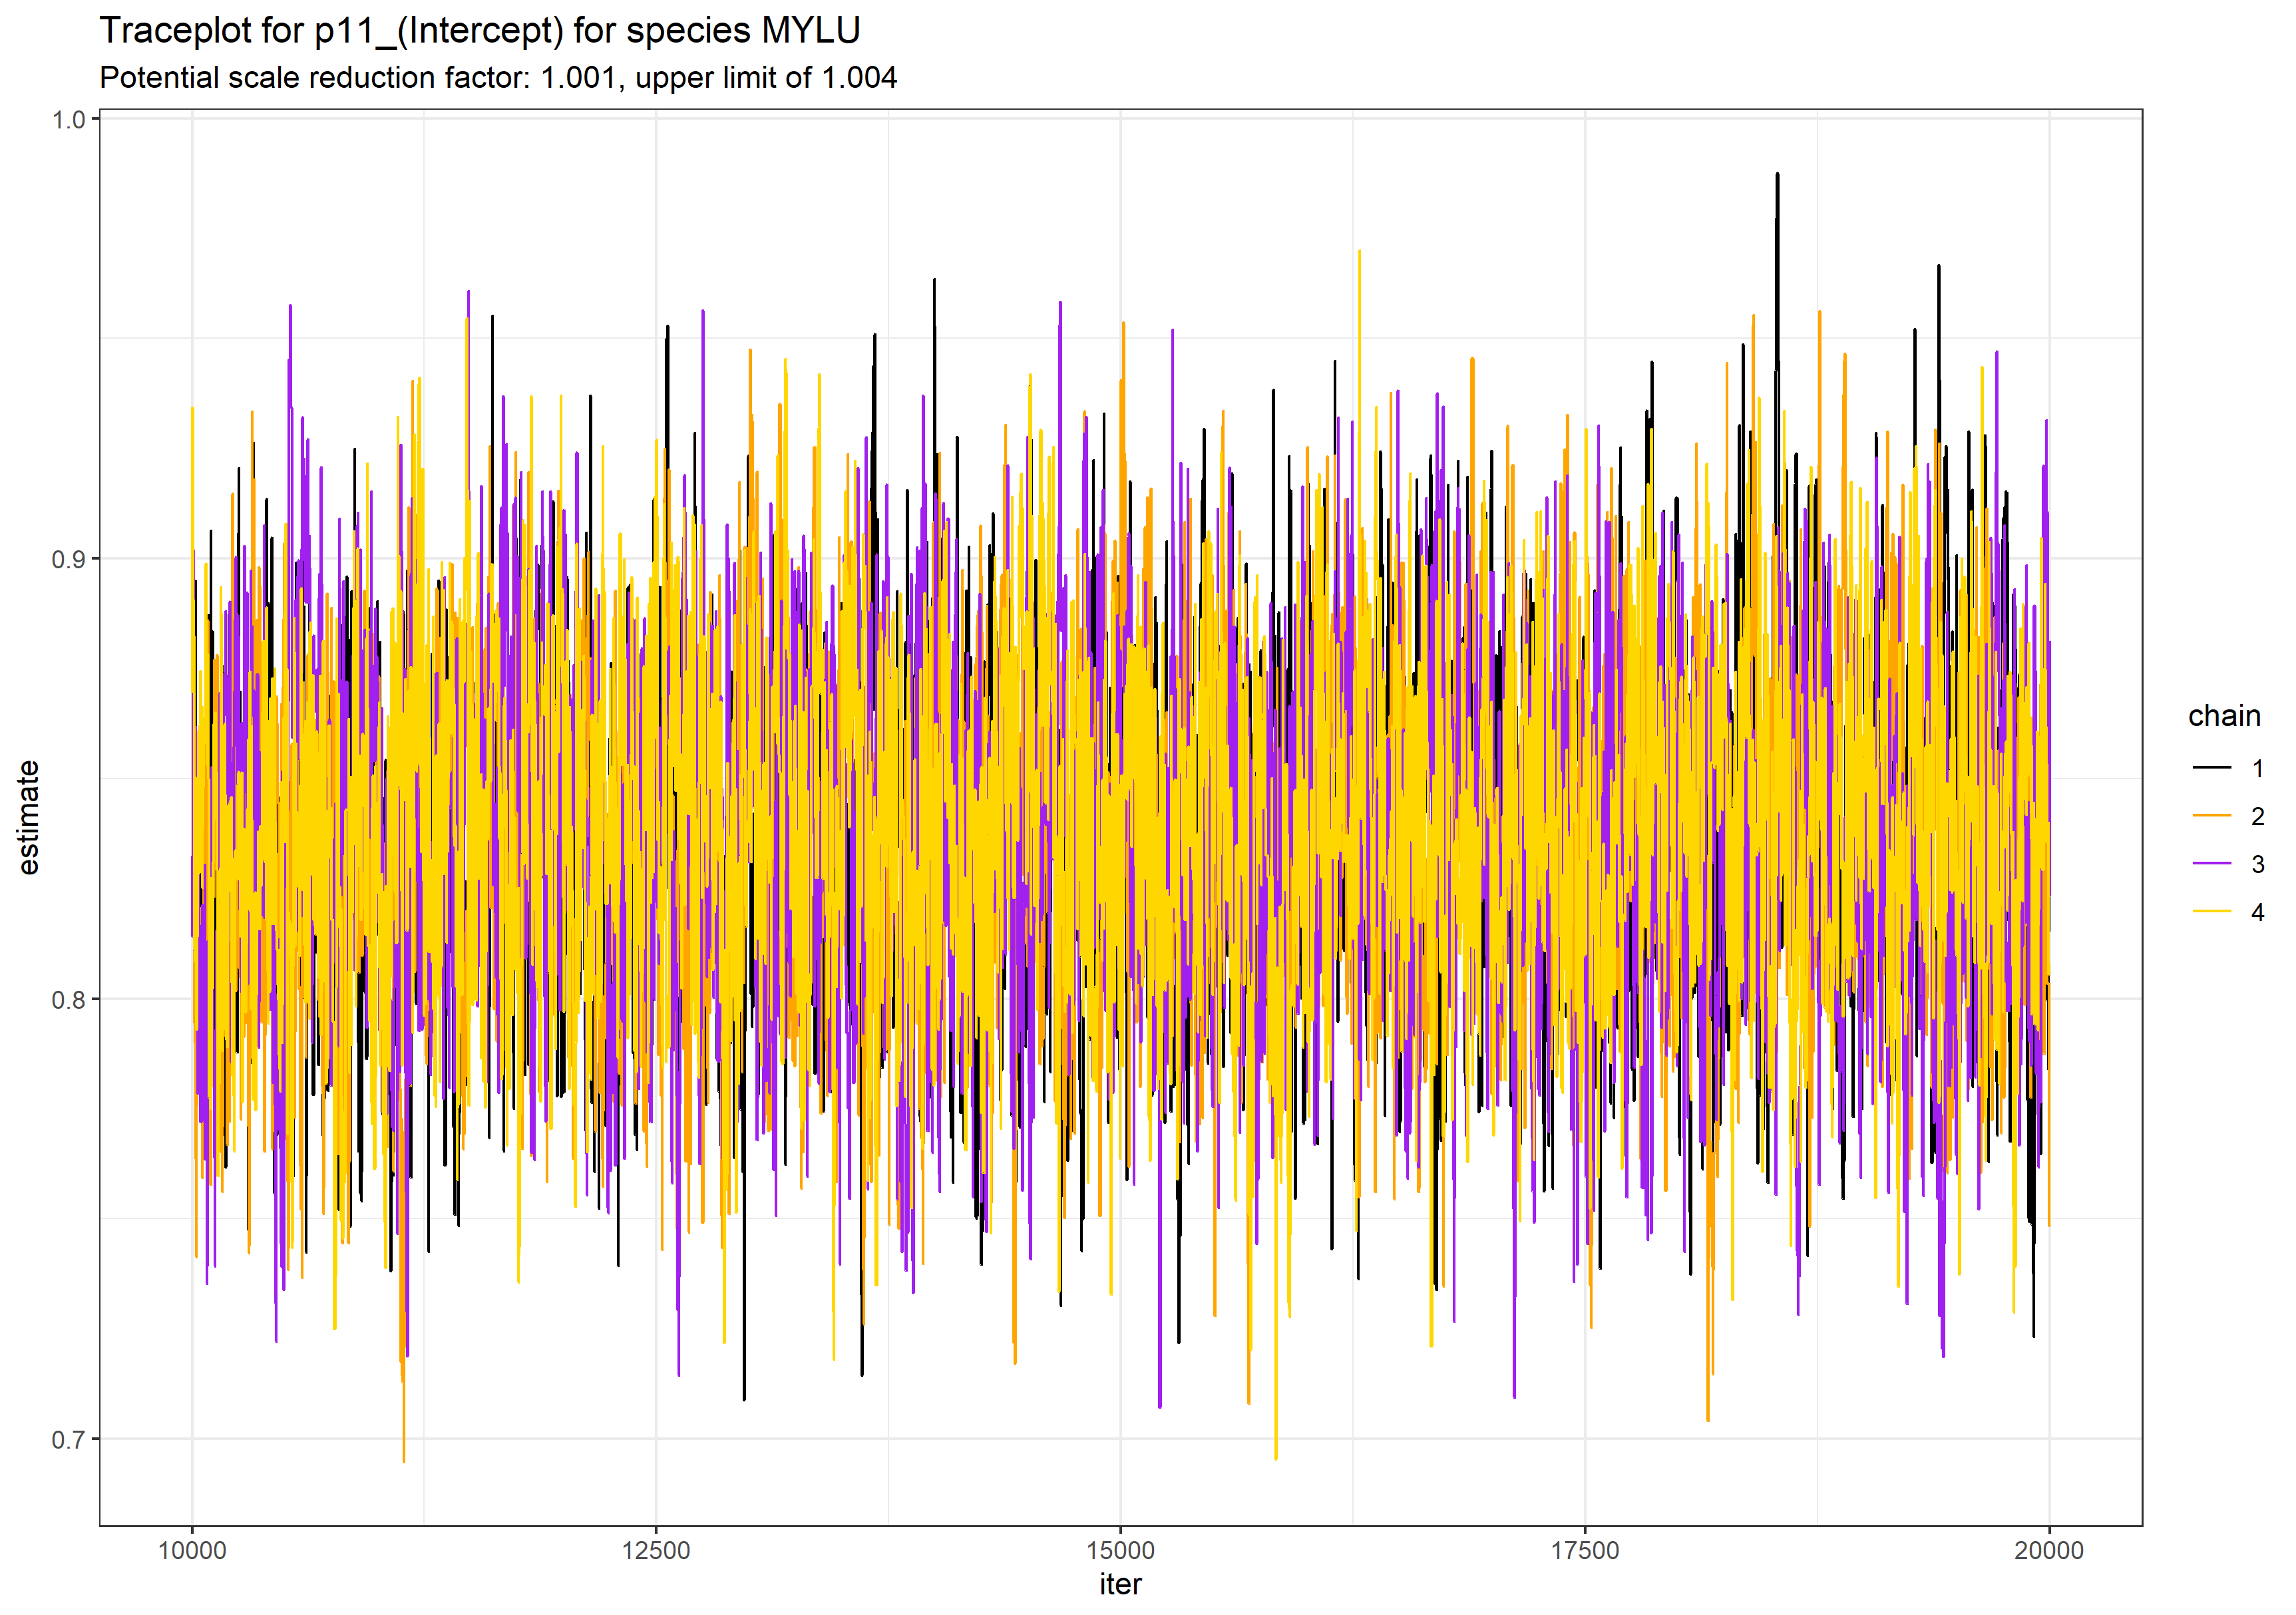 Traceplot for p11_(Intercept) for species MYLU
Potential scale reduction factor: 1.001, upper limit of 1.004
1.0
0.9
0.8
0.7
estimate
10000 12500 15000 17500 20000
iter
chain
1
2
3
4